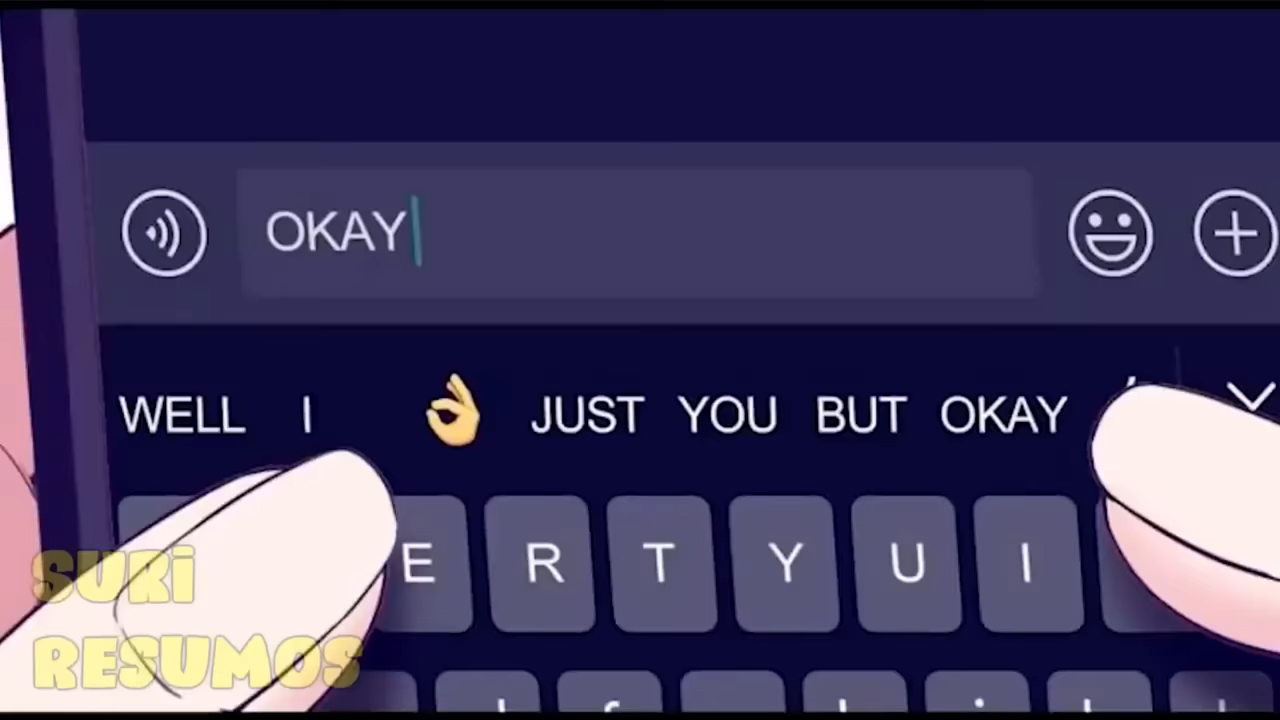 OKAY
WELL I 👌 JUST YOU BUT OKAY
E R T Y U I
SURI
RESUMOS